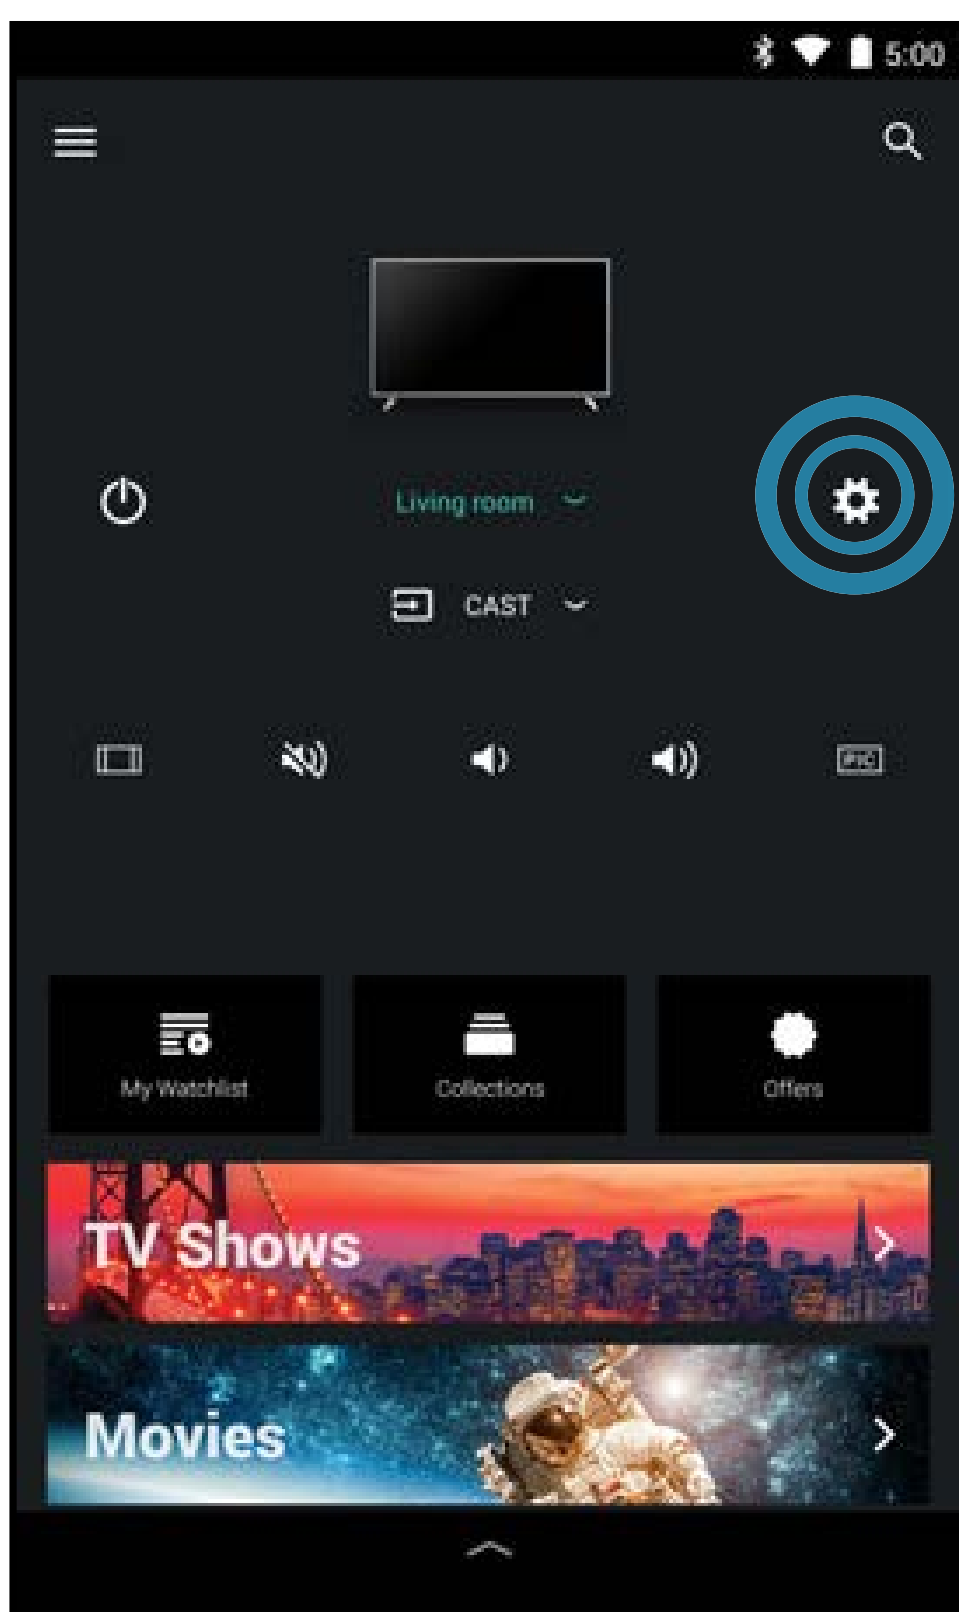 5:00
Living room
CAST
PIC
My Watchlist
Collections
Offers
TV Shows
Movies